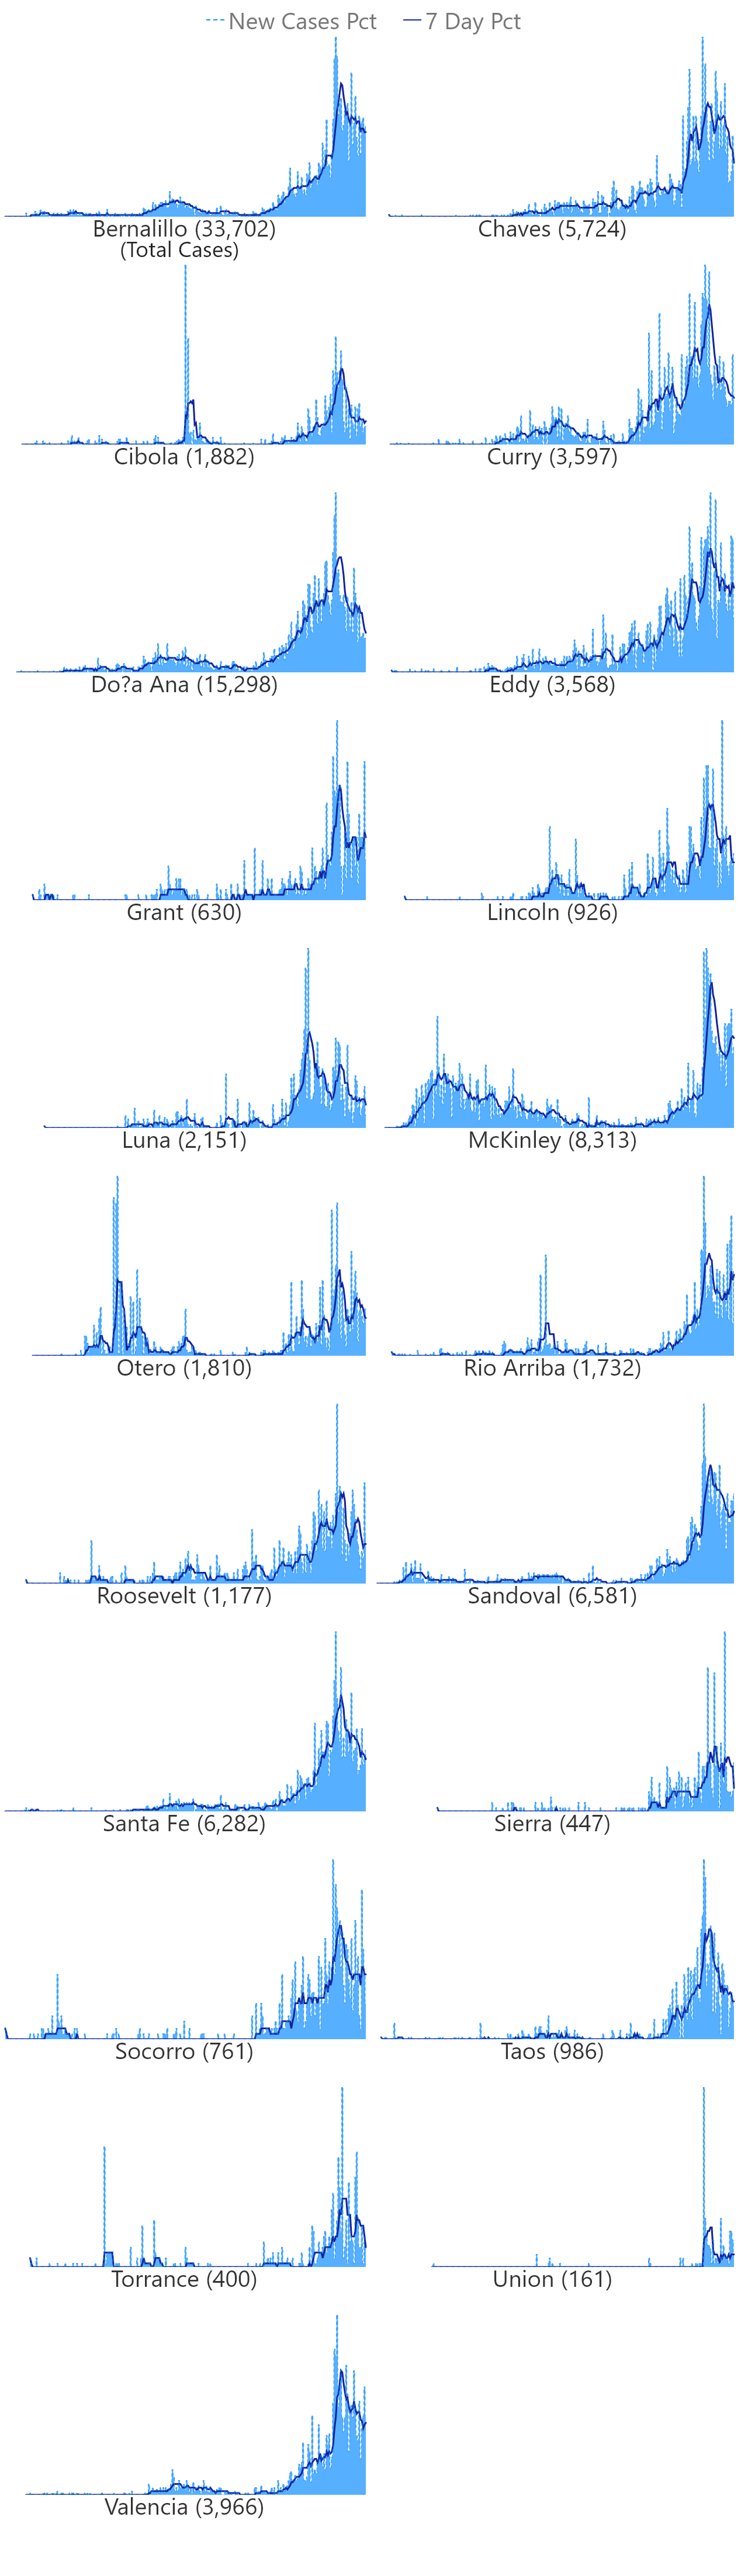 New Cases Pct 7 Day Pct
Bernalillo (33,702) Chaves (5,724)
(Total Cases)
Cibola (1,882) Curry (3,597)
Do?a Ana (15,298) Eddy (3,568)
Grant (630) Lincoln (926)
Luna (2,151) McKinley (8,313)
Otero (1,810) Rio Arriba (1,732)
Roosevelt (1,177) Sandoval (6,581)
Santa Fe (6,282) Sierra (447)
Socorro (761) Taos (986)
Torrance (400) Union (161)
Valencia (3,966)